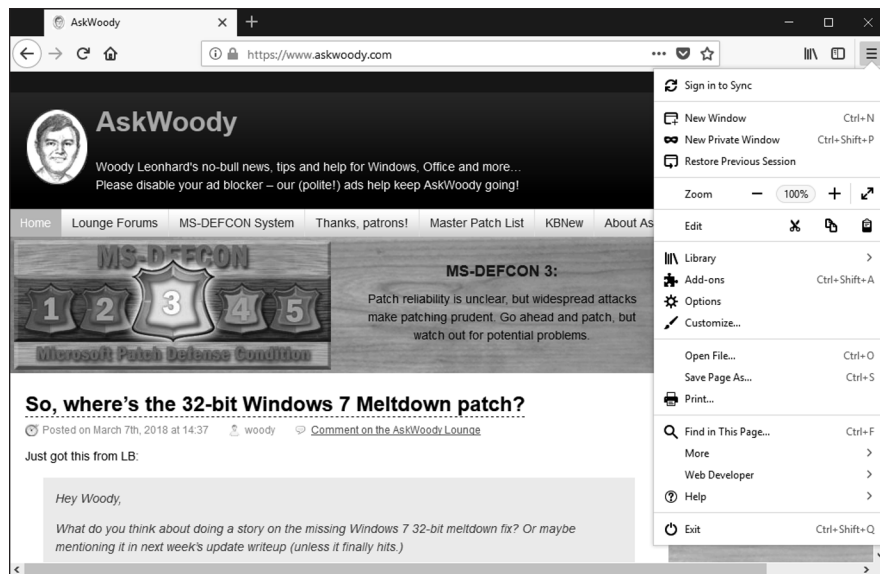 AskWoody
https://www.askwoody.com
AskWoody
Woody Leonhard's no-bull news, tips and help for Windows, Office and more…
Please disable your ad blocker – our (polite!) ads help keep AskWoody going!
Home Lounge Forums MS-DEFCON System Thanks, patrons! Master Patch List KBNew About As
MS-DEFCON
1 2 3 4 5
Microsoft Patch Defense Condition
MS-DEFCON 3:
Patch reliability is unclear, but widespread attacks
make patching prudent. Go ahead and patch, but
watch out for potential problems.
So, where's the 32-bit Windows 7 Meltdown patch?
Posted on March 7th, 2018 at 14:37 woody Comment on the AskWoody Lounge
Just got this from LB:
Hey Woody,
What do you think about doing a story on the missing Windows 7 32-bit meltdown fix? Or maybe
mentioning it in next week's update writeup (unless it finally hits.)
Sign in to Sync
New Window Ctrl+N
New Private Window Ctrl+Shift+P
Restore Previous Session
Zoom 100%
Edit
Library
Add-ons Ctrl+Shift+A
Options
Customize...
Open File... Ctrl+O
Save Page As... Ctrl+S
Print...
Find in This Page... Ctrl+F
More
Web Developer
Help
Exit Ctrl+Shift+Q